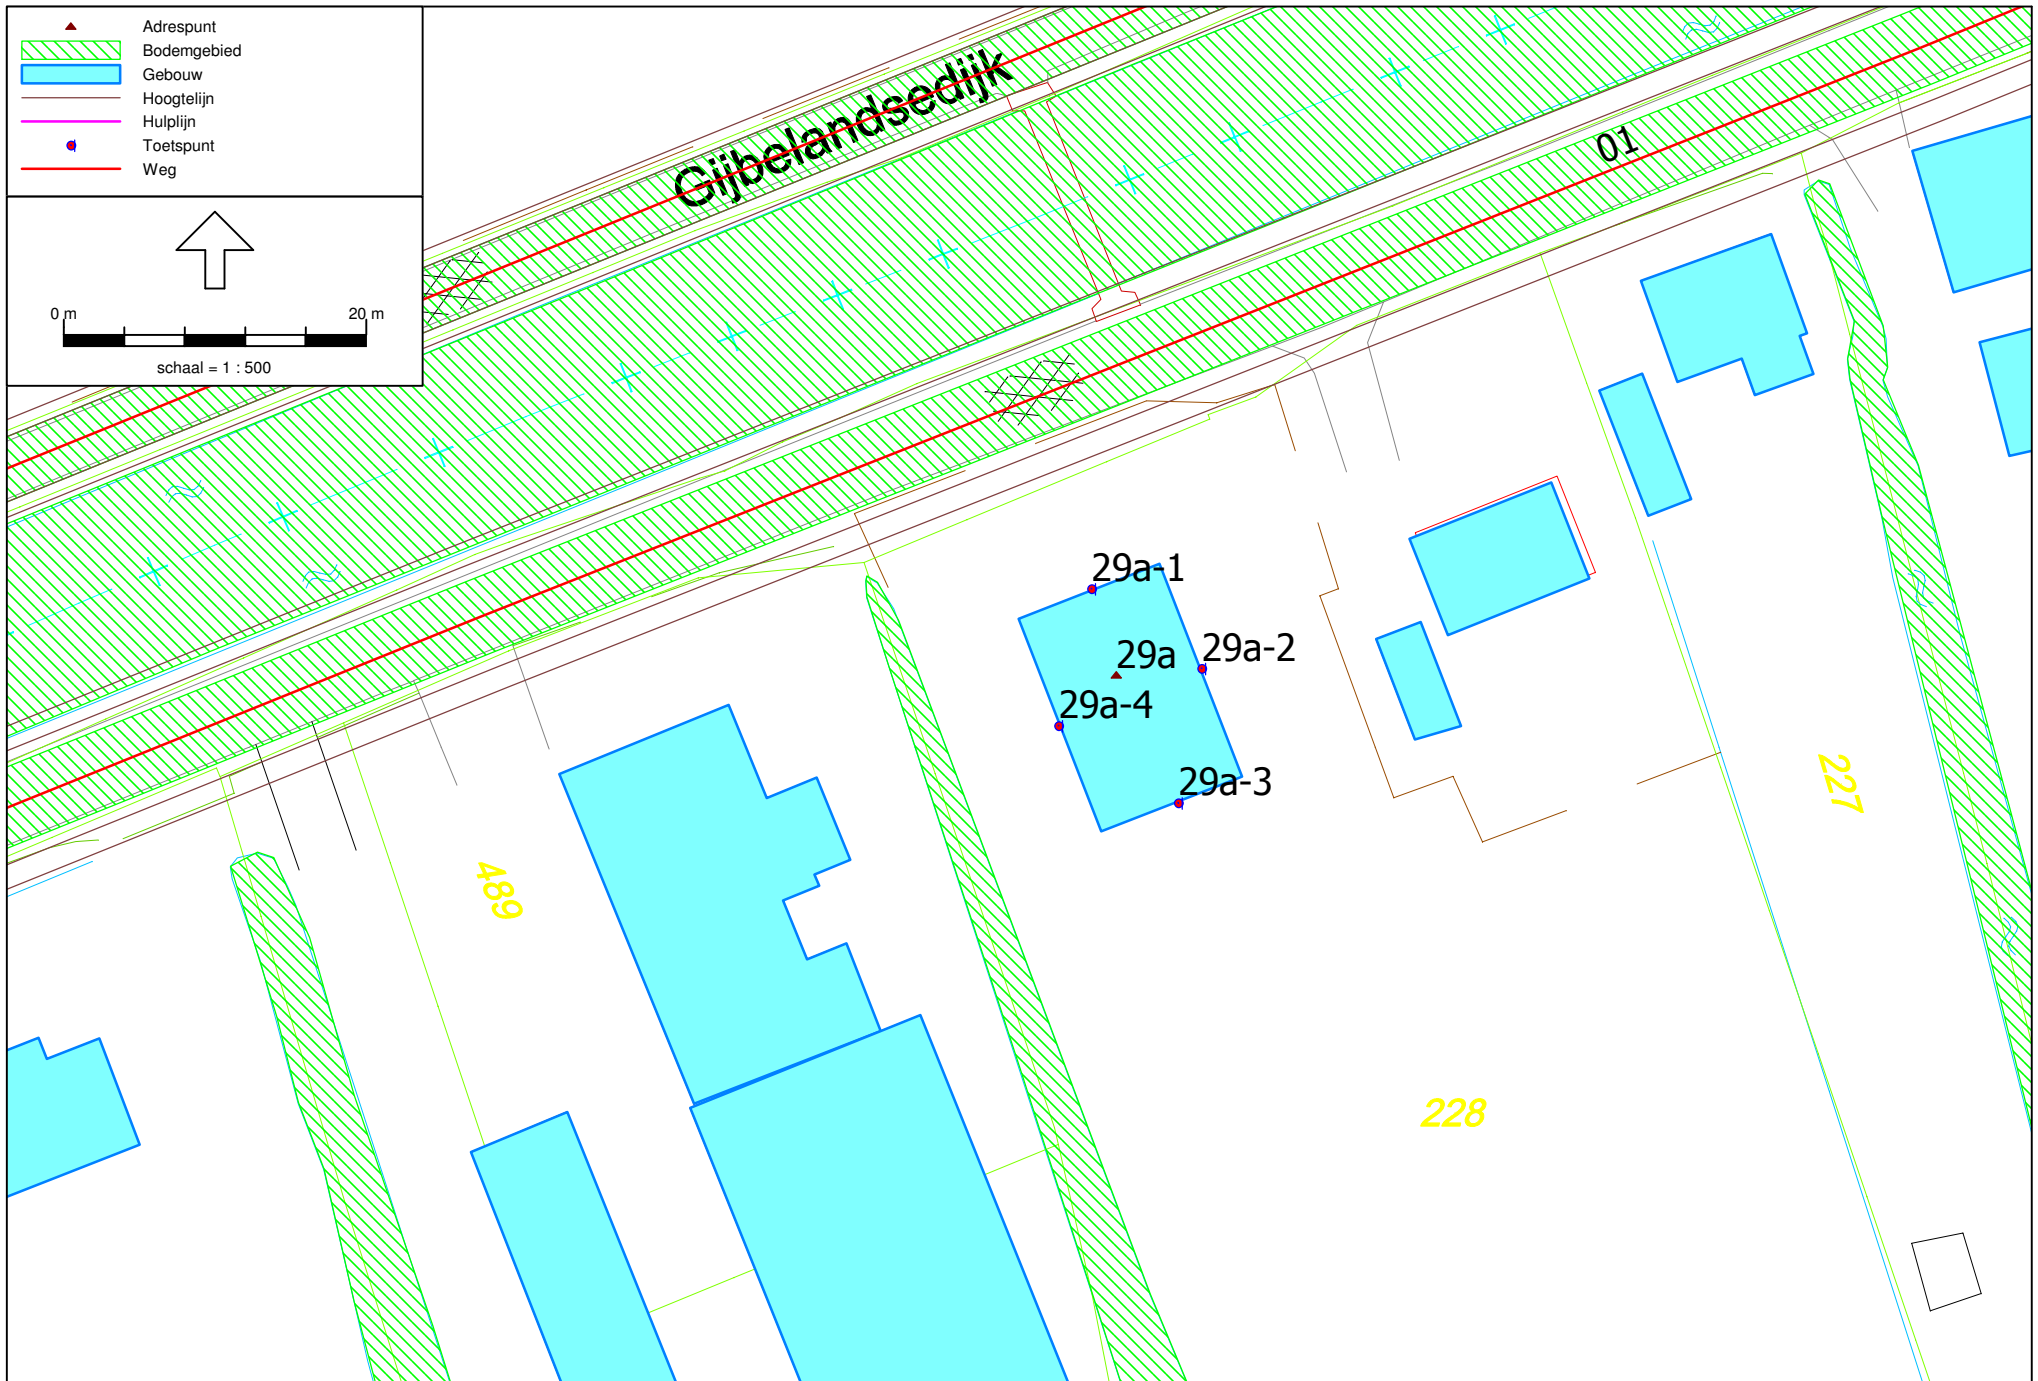 Adrespunt
Bodemgebied
Gebouw
Hoogtelijn
Hulplijn
Toetspunt
Weg
0 m 20 m
schaal = 1 : 500
Gijbelandsedijk
01
29a-1
29a
29a-2
29a-4
29a-3
227
489
228